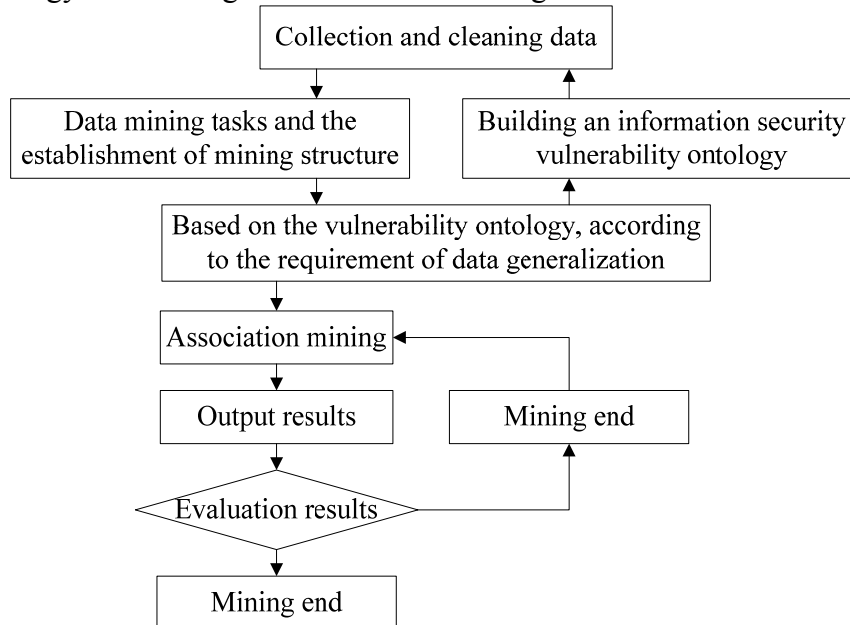 Collection and cleaning data
Data mining tasks and the
establishment of mining structure
Building an information security
vulnerability ontology
Based on the vulnerability ontology, according
to the requirement of data generalization
Association mining
Output results
Mining end
Evaluation results
Mining end